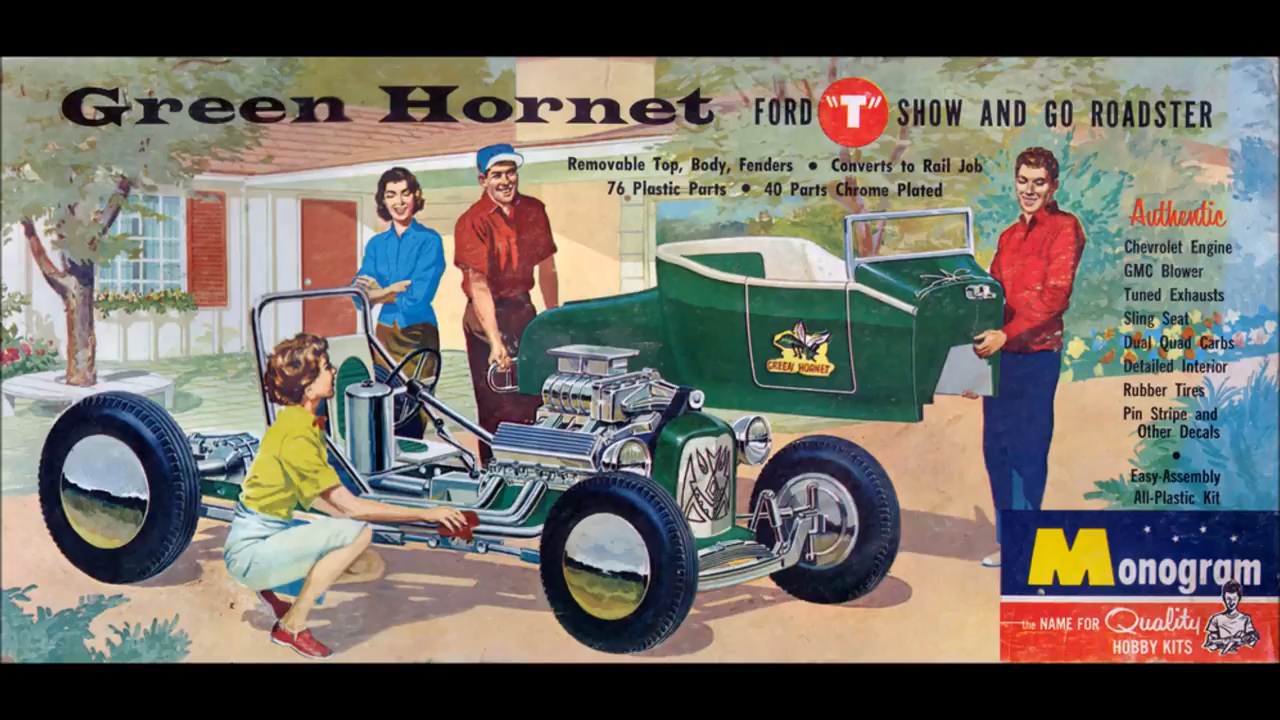 Green Hornet FORD "T" SHOW AND GO ROADSTER
Removable Top, Body, Fenders • Converts to Rail Job
76 Plastic Parts • 40 Parts Chrome Plated
Authentic
Chevrolet Engine
GMC Blower
Tuned Exhausts
Sling Seat
Dual Quad Carbs
Detailed Interior
Rubber Tires
Pin Stripe and
Other Decals
•
Easy-Assembly
All-Plastic Kit
GREEN HORNET
Monogram
the NAME FOR Quality
HOBBY KITS